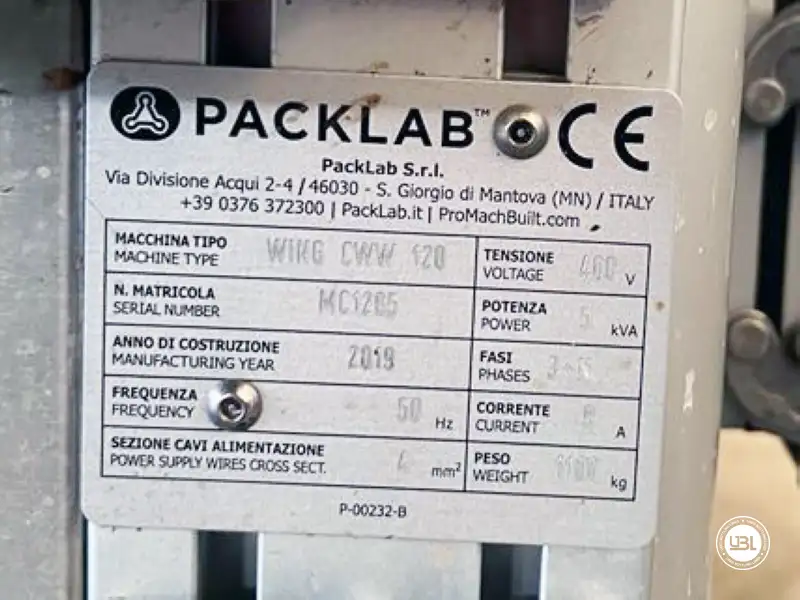 PACKLAB™ CE
PackLab S.r.l.
Via Divisione Acqui 2-4 / 46030 - S. Giorgio di Mantova (MN) / ITALY
+39 0376 372300 | PackLab.it | ProMachBuilt.com
MACCHINA TIPO
MACHINE TYPE
WING CWW 120
TENSIONE
VOLTAGE
400 V
N. MATRICOLA
SERIAL NUMBER
MC1205
POTENZA
POWER
5 kVA
ANNO DI COSTRUZIONE
MANUFACTURING YEAR
2019
FASI
PHASES
FREQUENZA
FREQUENCY
50 Hz
CORRENTE
CURRENT
A
SEZIONE CAVI ALIMENTAZIONE
POWER SUPPLY WIRES CROSS SECT.
mm²
PESO
WEIGHT
kg
P-00232-B
UBL